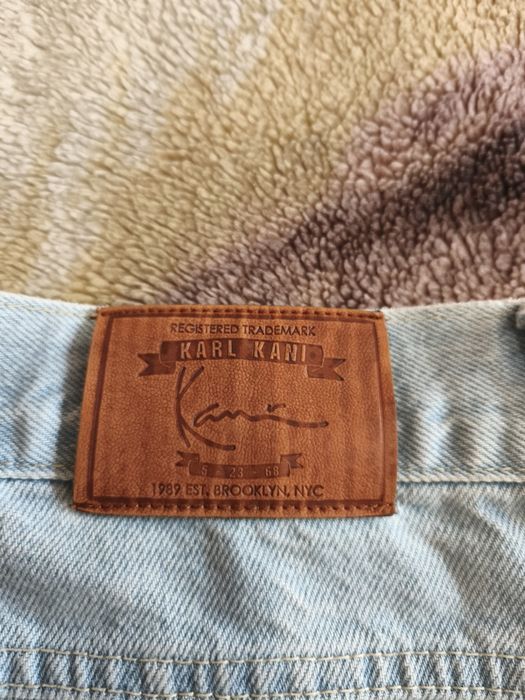 REGISTERED TRADEMARK
KARL KANI
Kani
5 - 23 - 68
1989 EST. BROOKLYN, NYC